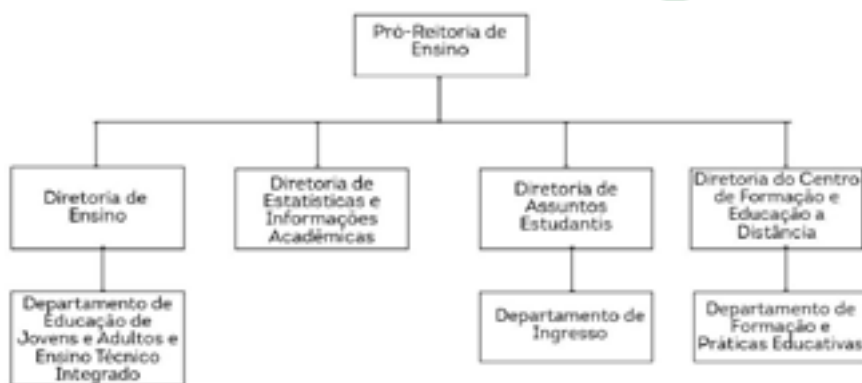 Pró-Reitoria de
Ensino
Diretoria de
Ensino
Diretoria de
Estatísticas e
Informações
Acadêmicas
Diretoria de
Assuntos
Estudantis
Diretoria do Centro
de Formação e
Educação a
Distância
Departamento de
Educação de
Jovens e Adultos e
Ensino Técnico
Integrado
Departamento de
Ingresso
Departamento de
Formação e
Práticas Educativas